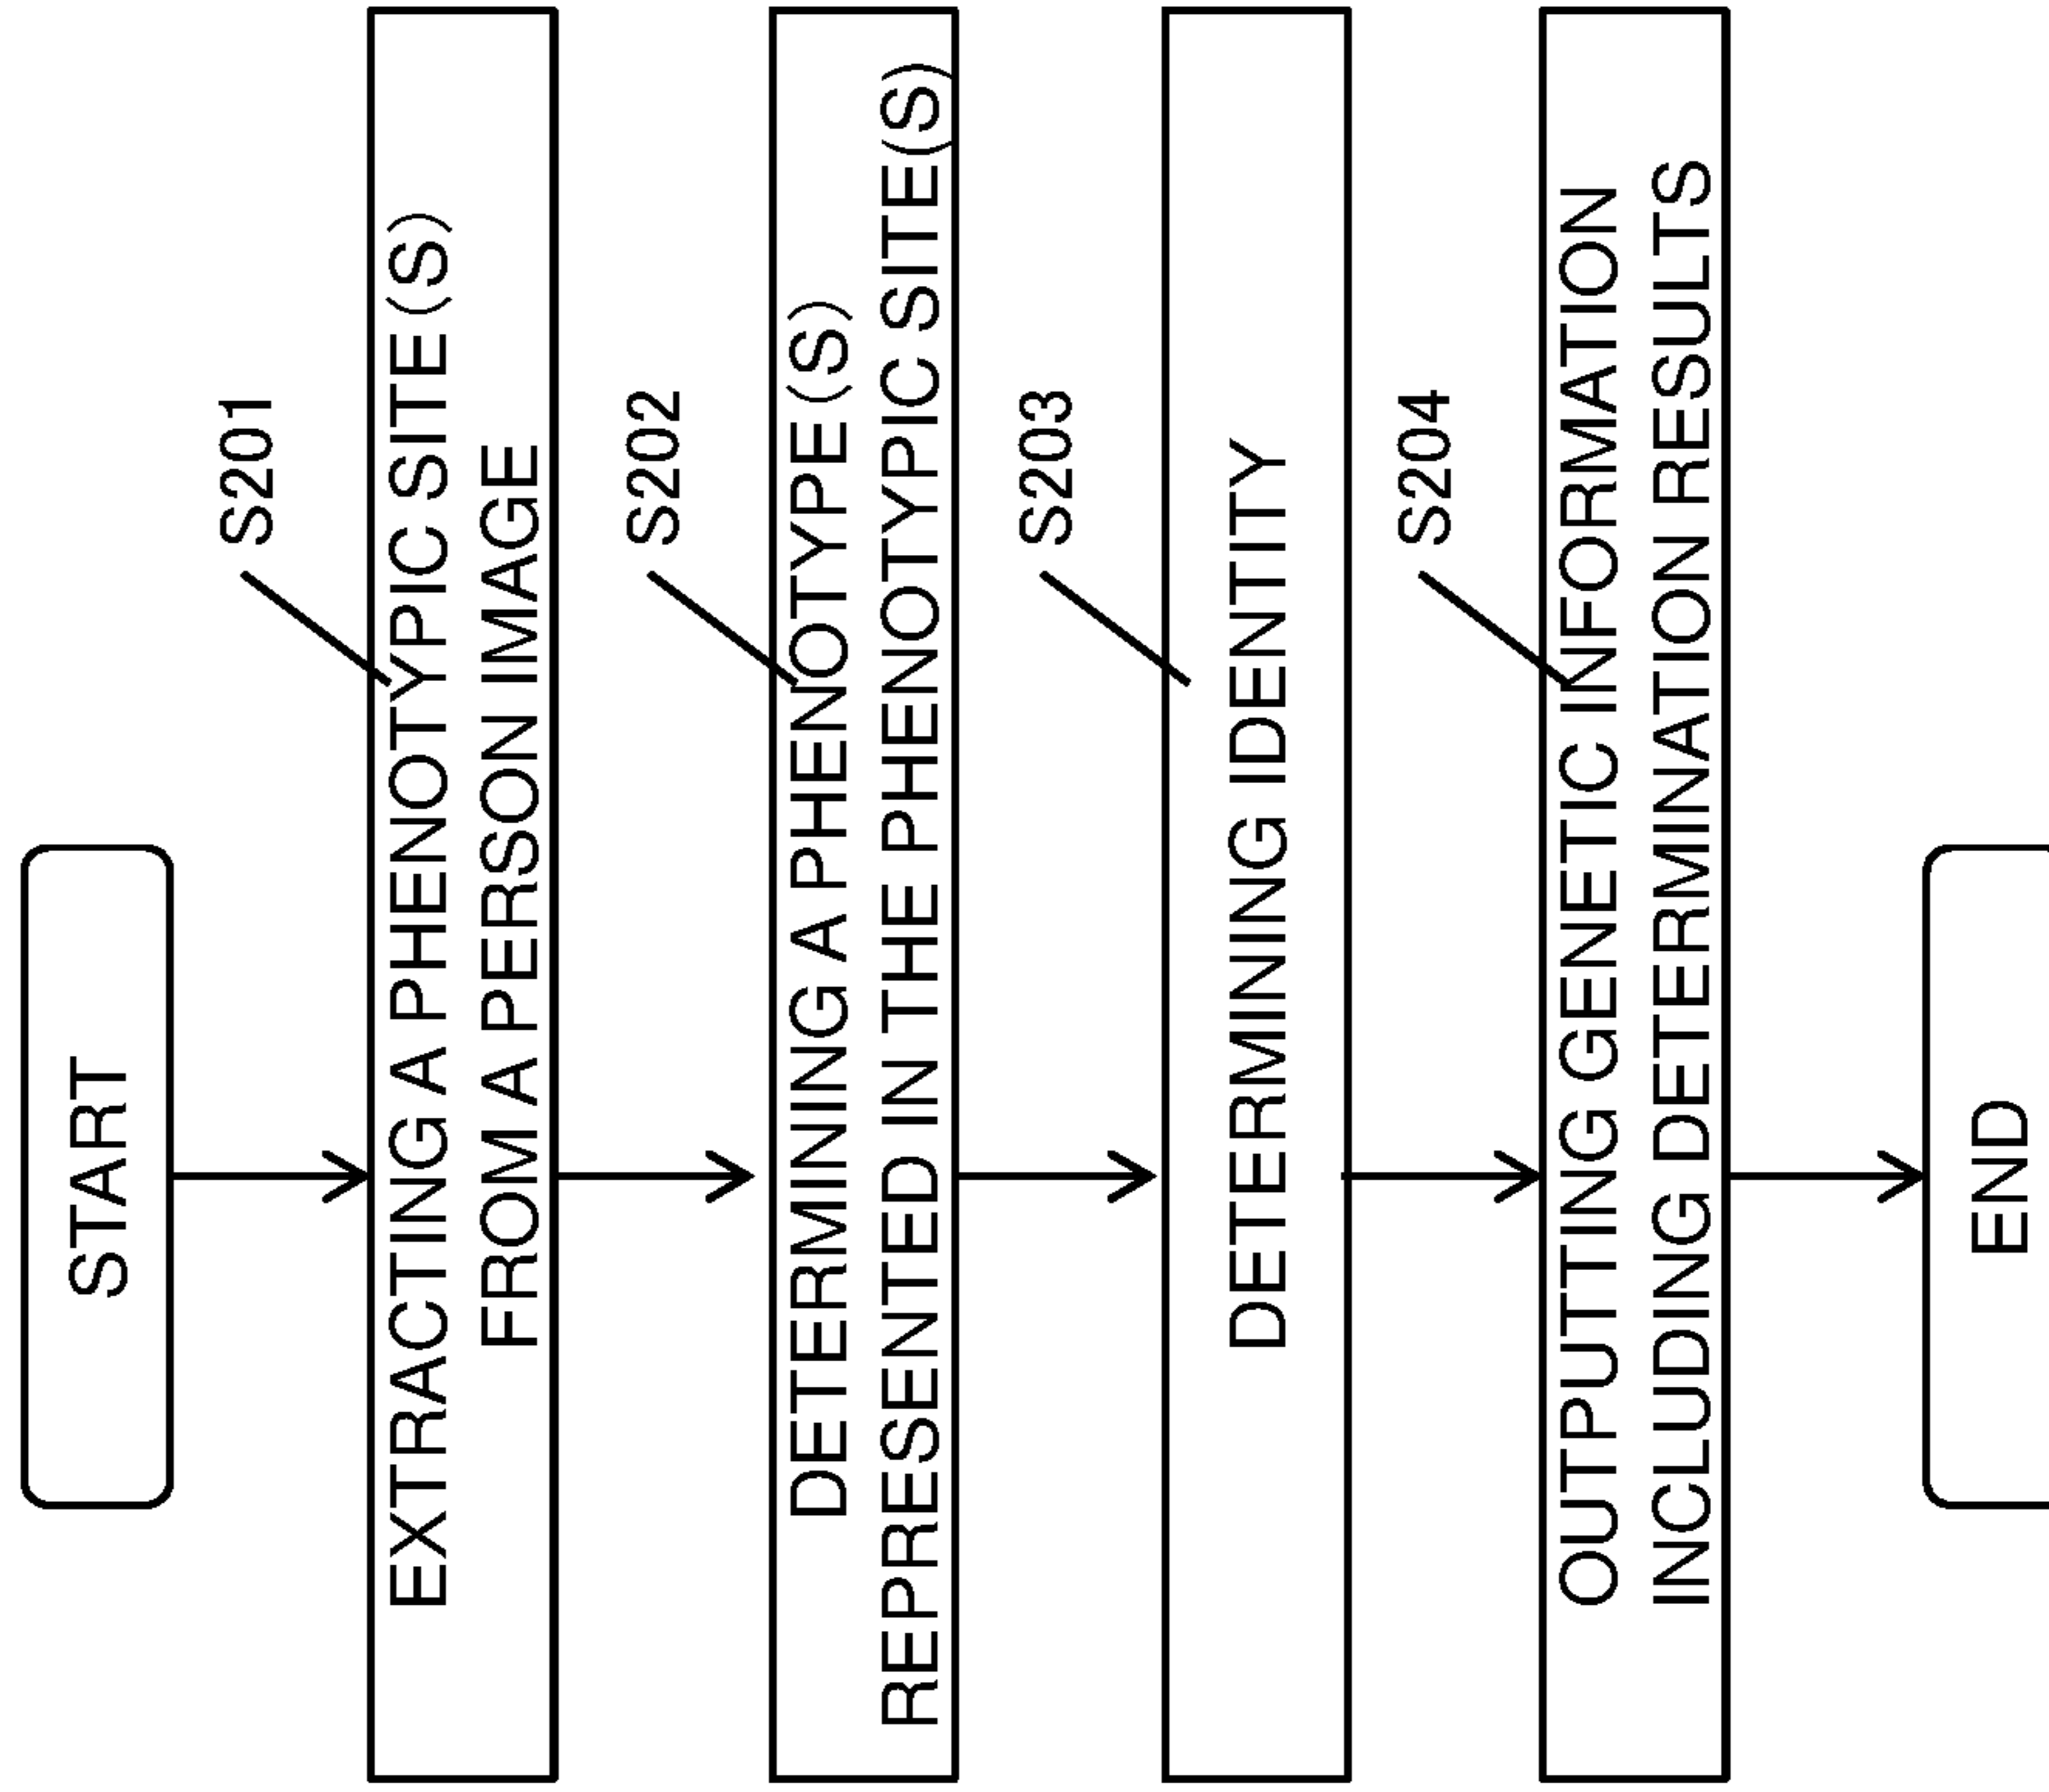 START
S201
EXTRACTING A PHENOTYPIC SITE(S)
FROM A PERSON IMAGE
S202
DETERMINING A PHENOTYPE(S)
REPRESENTED IN THE PHENOTYPIC SITE(S)
S203
DETERMINING IDENTITY
S204
OUTPUTTING GENETIC INFORMATION
INCLUDING DETERMINATION RESULTS
END